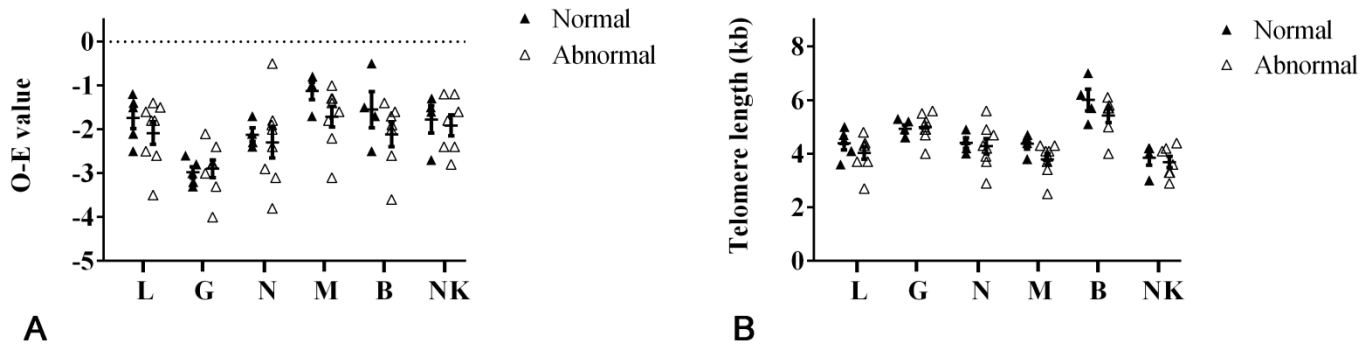 ▲ Normal
△ Abnormal
O-E value
0
-1
-2
-3
-4
-5
L G N M B NK
A
▲ Normal
△ Abnormal
Telomere length (kb)
8
6
4
2
0
L G N M B NK
B